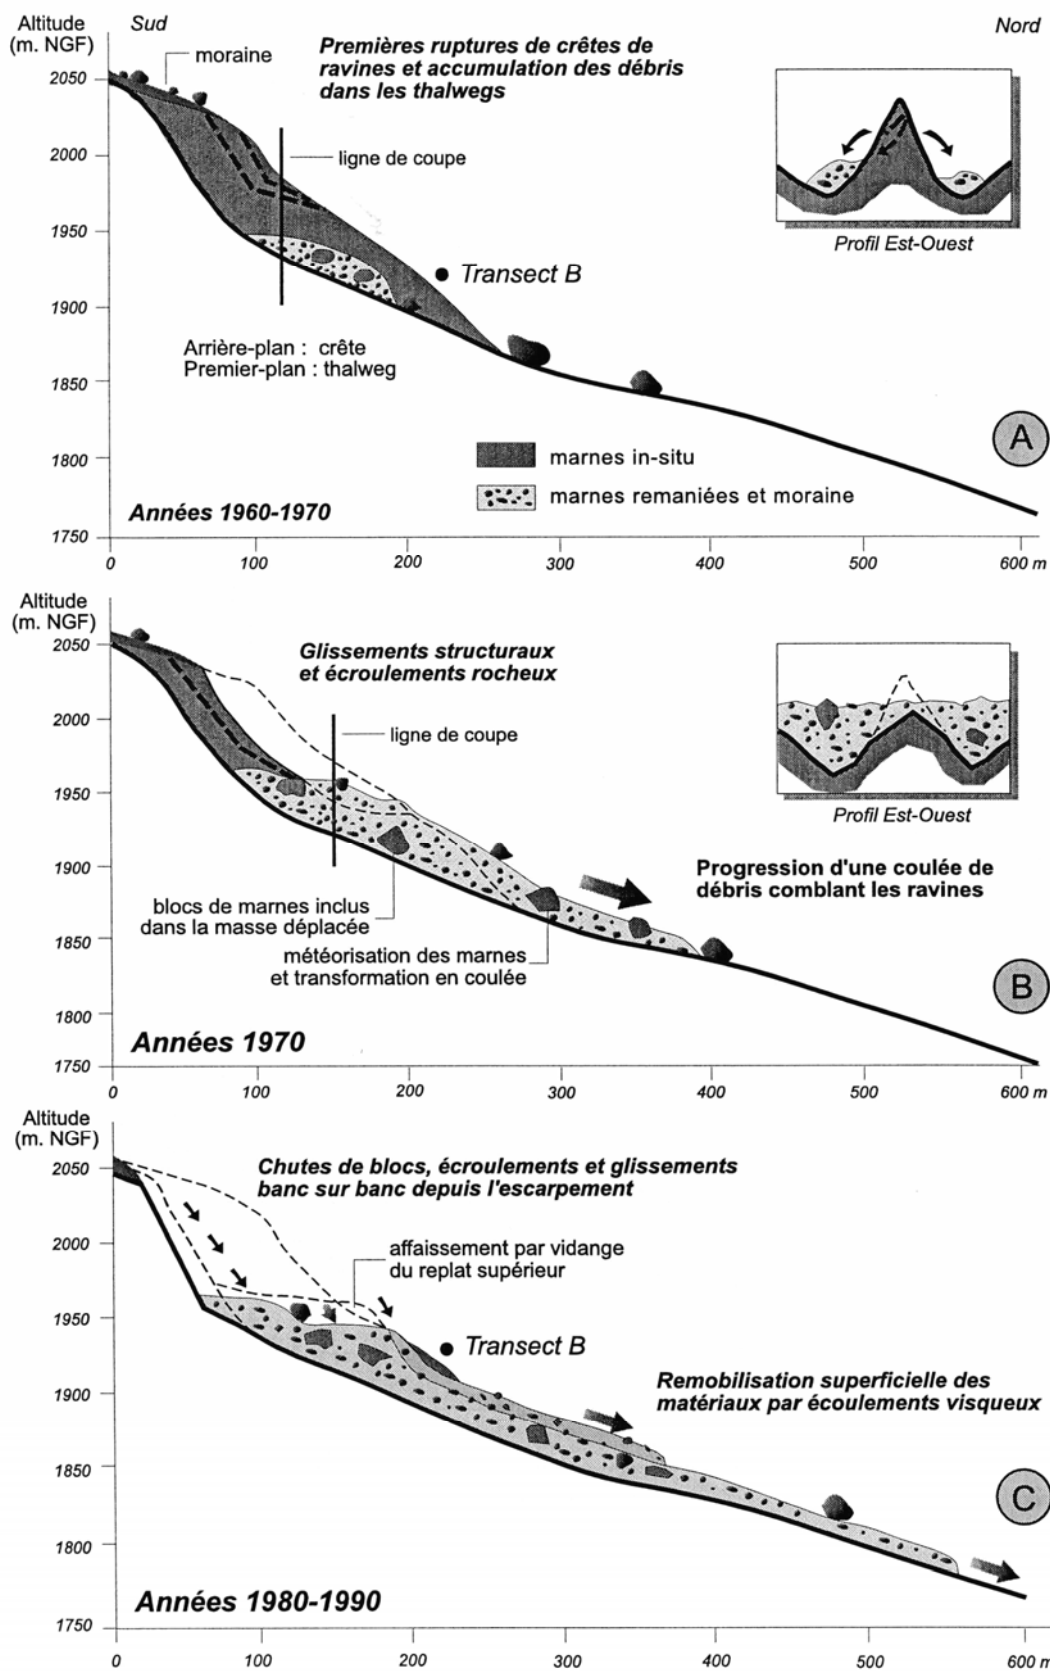 Altitude
(m. NGF)
Sud
Nord
Premières ruptures de crêtes de
ravines et accumulation des débris
dans les thalwegs
moraine
ligne de coupe
Profil Est-Ouest
Transect B
Arrière-plan : crête
Premier-plan : thalweg
marnes in-situ
marnes remaniées et moraine
A
Années 1960-1970
2050
2000
1950
1900
1850
1800
1750
0 100 200 300 400 500 600 m
Altitude
(m. NGF)
Glissements structuraux
et écroulements rocheux
ligne de coupe
Profil Est-Ouest
Progression d'une coulée de
débris comblant les ravines
blocs de marnes inclus
dans la masse déplacée
météorisation des marnes
et transformation en coulée
B
Années 1970
2050
2000
1950
1900
1850
1800
1750
0 100 200 300 400 500 600 m
Altitude
(m. NGF)
Chutes de blocs, écroulements et glissements
banc sur banc depuis l'escarpement
affaissement par vidange
du replat supérieur
Transect B
Remobilisation superficielle des
matériaux par écoulements visqueux
C
Années 1980-1990
2050
2000
1950
1900
1850
1800
1750
0 100 200 300 400 500 600 m